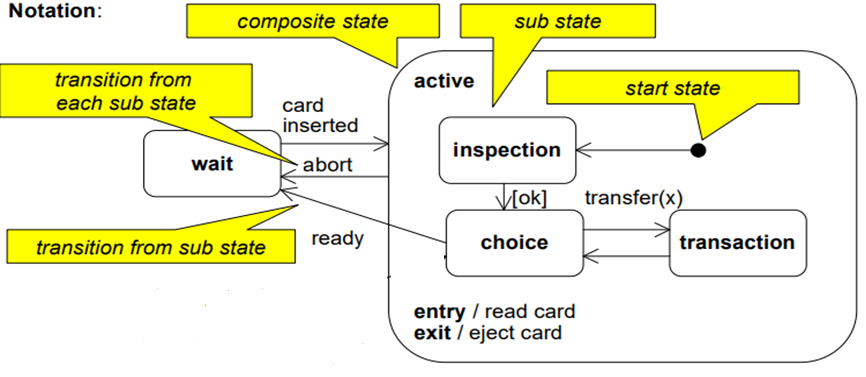 Notation:
composite state
sub state
transition from
each sub state
start state
active
card
inserted
wait
abort
inspection
[ok]
transfer(x)
choice
transaction
transition from sub state
ready
entry / read card
exit / eject card